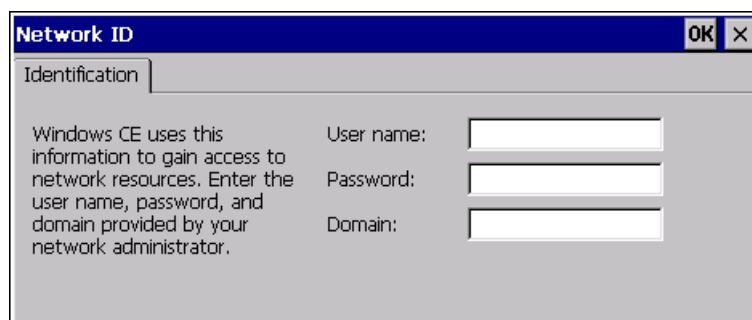 Network ID OK ×
Identification
Windows CE uses this
information to gain access to
network resources. Enter the
user name, password, and
domain provided by your
network administrator.
User name:
Password:
Domain: